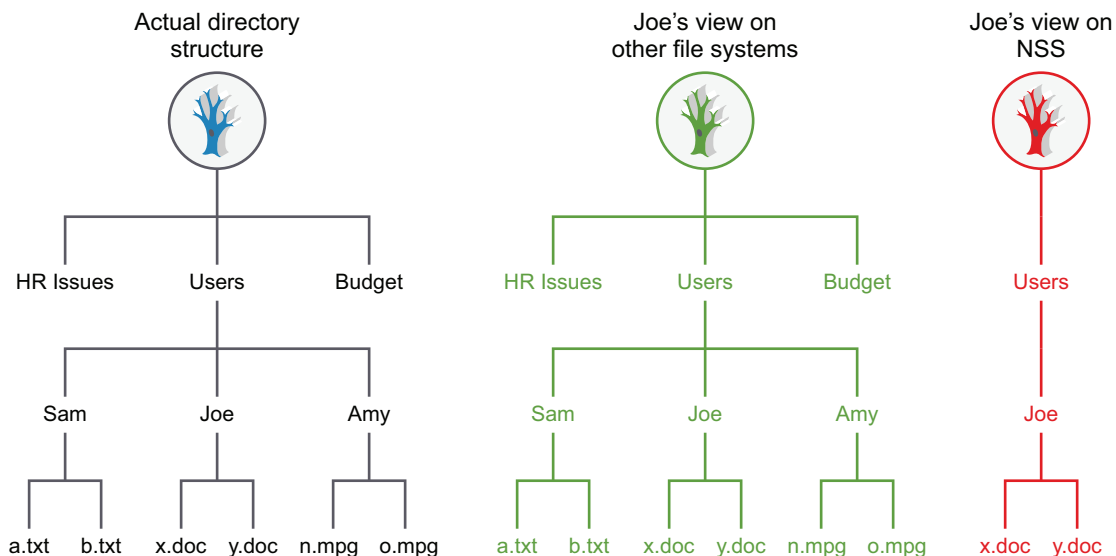 Actual directory
structure
Joe's view on
other file systems
Joe's view on
NSS
HR Issues Users Budget
HR Issues Users Budget
Users
Sam Joe Amy
Sam Joe Amy
Joe
a.txt b.txt x.doc y.doc n.mpg o.mpg
a.txt b.txt x.doc y.doc n.mpg o.mpg
x.doc y.doc